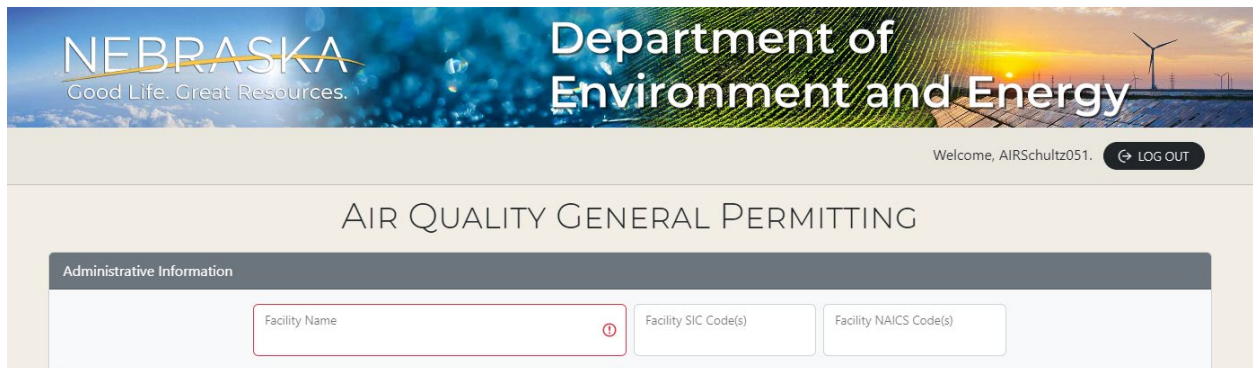 NEBRASKA
Good Life. Great Resources.
Department of
Environment and Energy
Welcome, AIRSchultz051. LOG OUT
AIR QUALITY GENERAL PERMITTING
Administrative Information
Facility Name
Facility SIC Code(s)
Facility NAICS Code(s)